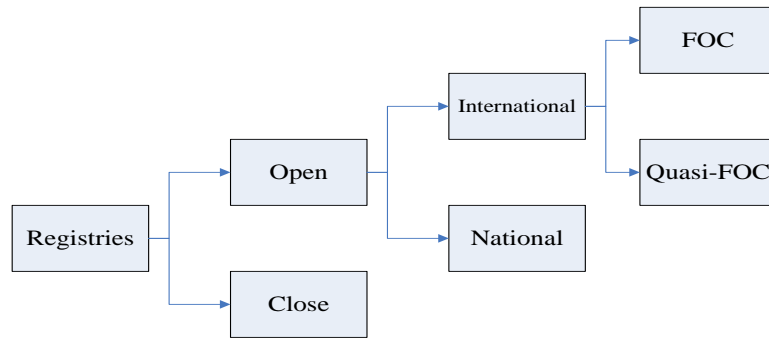 FOC
International
Open
Quasi-FOC
Registries
National
Close